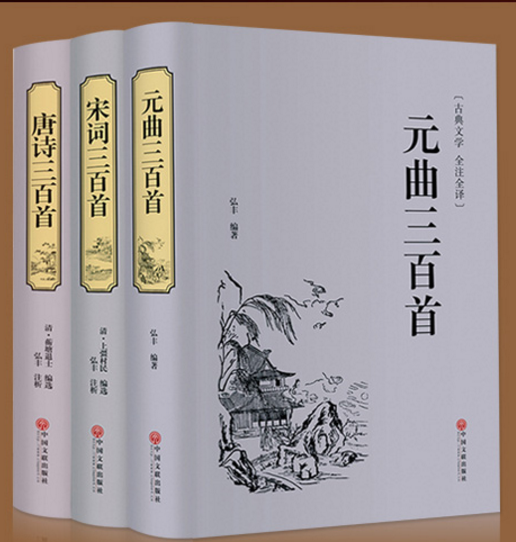 唐诗三百首
清·蘅塘退士 编选
弘丰 注析
中国文联出版社
宋词三百首
清·上彊村民 编选
弘丰 注析
中国文联出版社
元曲三百首
弘丰 编著
中国文联出版社
〔古典文学 全注全译〕
元曲三百首
弘丰 编著